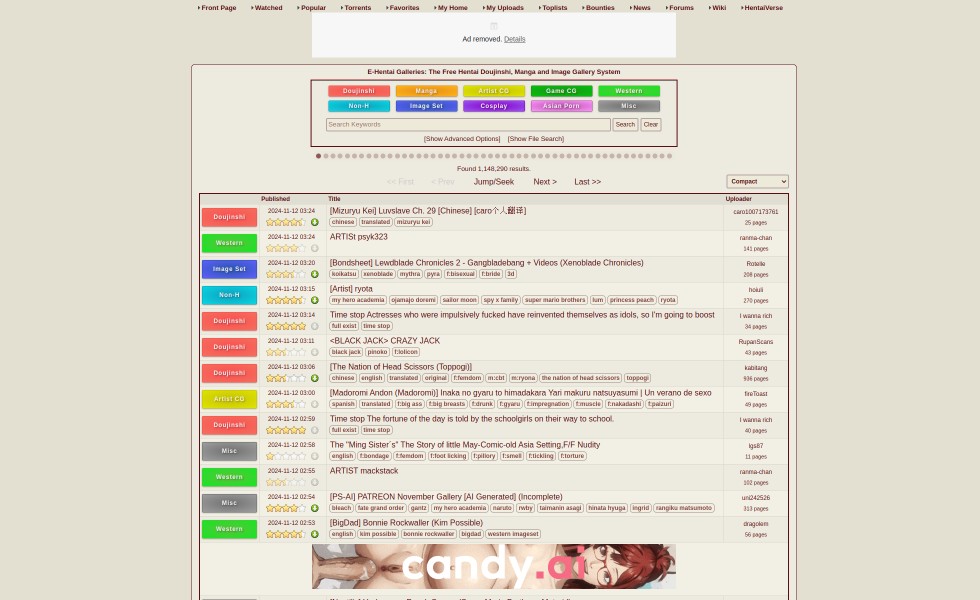 Front Page Watched Popular Torrents Favorites My Home My Uploads Toplists Bounties News Forums Wiki HentaiVerse
Ad removed. Details
E-Hentai Galleries: The Free Hentai Doujinshi, Manga and Image Gallery System
Doujinshi Manga Artist CG Game CG Western
Non-H Image Set Cosplay Asian Porn Misc
Search Keywords Search Clear
[Show Advanced Options] [Show File Search]
Found 1,148,290 results.
<< First < Prev Jump/Seek Next > Last >> Compact
Published Title Uploader
Doujinshi 2024-11-12 03:24 [Mizuryu Kei] Luvslave Ch. 29 [Chinese] [caro个人翻译] caro1007173761
chinese translated mizuryu kei 25 pages
Western 2024-11-12 03:24 ARTISt psyk323 ranma-chan
141 pages
Image Set 2024-11-12 03:20 [Bondsheet] Lewdblade Chronicles 2 - Gangbladebang + Videos (Xenoblade Chronicles) Rotelle
koikatsu xenoblade mythra pyra f:bisexual f:bride 3d 206 pages
Non-H 2024-11-12 03:15 [Artist] ryota hoiuli
my hero academia ojamajo doremi sailor moon spy x family super mario brothers lum princess peach ryota 270 pages
Doujinshi 2024-11-12 03:14 Time stop Actresses who were impulsively fucked have reinvented themselves as idols, so I'm going to boost i wanna rich
full exist time stop 34 pages
Doujinshi 2024-11-12 03:11 <BLACK JACK> CRAZY JACK RupanScans
black jack pinoko f:lolicon 43 pages
Doujinshi 2024-11-12 03:06 [The Nation of Head Scissors (Toppogi)] kabitang
chinese english translated original f:femdom m:cbt m:ryona the nation of head scissors toppogi 936 pages
Artist CG 2024-11-12 03:00 [Madoromi Andon (Madoromi)] Inaka no gyaru to himadakara Yari makuru natsuyasumi | Un verano de sexo fireToast
spanish translated f:big ass f:big breasts f:drunk f:gyaru f:impregnation f:muscle f:nakadashi f:paizuri 49 pages
Doujinshi 2024-11-12 02:59 Time stop The fortune of the day is told by the schoolgirls on their way to school. i wanna rich
full exist time stop 40 pages
Misc 2024-11-12 02:58 The "Ming Sister's" The Story of little May-Comic-old Asia Setting,F/F Nudity lgs87
english f:bondage f:femdom f:foot licking f:pillory f:smell f:tickling f:torture 11 pages
Western 2024-11-12 02:55 ARTIST mackstack ranma-chan
102 pages
Misc 2024-11-12 02:54 [PS-AI] PATREON November Gallery [AI Generated] (Incomplete) uni242526
bleach fate grand order gantz my hero academia naruto rwby taimanin asagi hinata hyuga ingrid rangiku matsumoto 313 pages
Western 2024-11-12 02:53 [BigDad] Bonnie Rockwaller (Kim Possible) dragolem
english kim possible bonnie rockwaller bigdad western imageset 56 pages
candy.ai